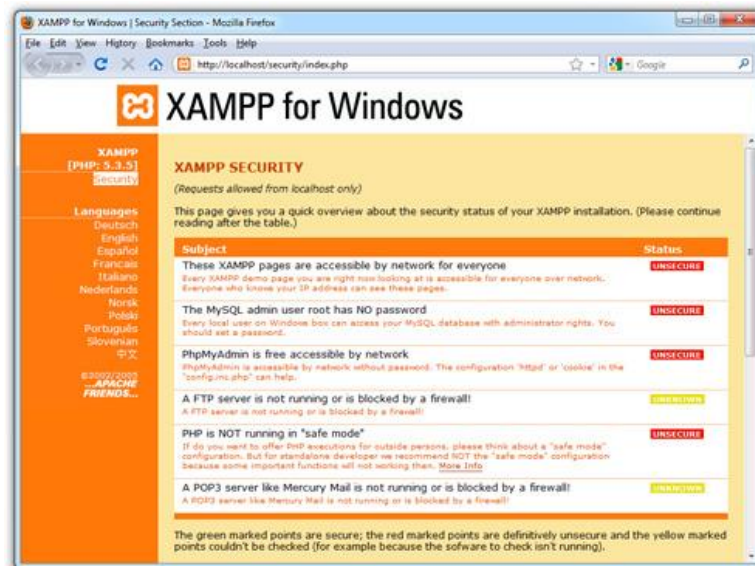 XAMPP for Windows | Security Section - Mozilla Firefox
File Edit View History Bookmarks Tools Help
http://localhost/security/index.php
Google
XAMPP for Windows
XAMPP
[PHP: 5.3.5]
Security
Languages
Deutsch
English
Español
Francais
Italiano
Nederlands
Norsk
Polski
Português
Slovenian
中文
©2002/2005
...APACHE
FRIENDS...
XAMPP SECURITY
(Requests allowed from localhost only)
This page gives you a quick overview about the security status of your XAMPP installation. (Please continue
reading after the table.)
Subject Status
These XAMPP pages are accessible by network for everyone UNSECURE
Every XAMPP demo page you are right now looking at is accessible for everyone over network.
Everyone who knows your IP address can see these pages.
The MySQL admin user root has NO password UNSECURE
Every local user on Windows box can access your MySQL database with administrator rights. You
should set a password.
PhpMyAdmin is free accessible by network UNSECURE
PhpMyAdmin is accessible by network without password. The configuration 'httpd' or 'cookie' in the
"config.inc.php" can help.
A FTP server is not running or is blocked by a firewall! UNKNOWN
A FTP server is not running or is blocked by a firewall!
PHP is NOT running in "safe mode" UNSECURE
If do you want to offer PHP executions for outside persons, please think about a "safe mode"
configuration. But for standalone developer we recommend NOT the "safe mode" configuration
because some important functions will not working then. More Info
A POP3 server like Mercury Mail is not running or is blocked by a firewall! UNKNOWN
A POP3 server like Mercury Mail is not running or is blocked by a firewall!
The green marked points are secure; the red marked points are definitively unsecure and the yellow marked
points couldn't be checked (for example because the sofware to check isn't running).